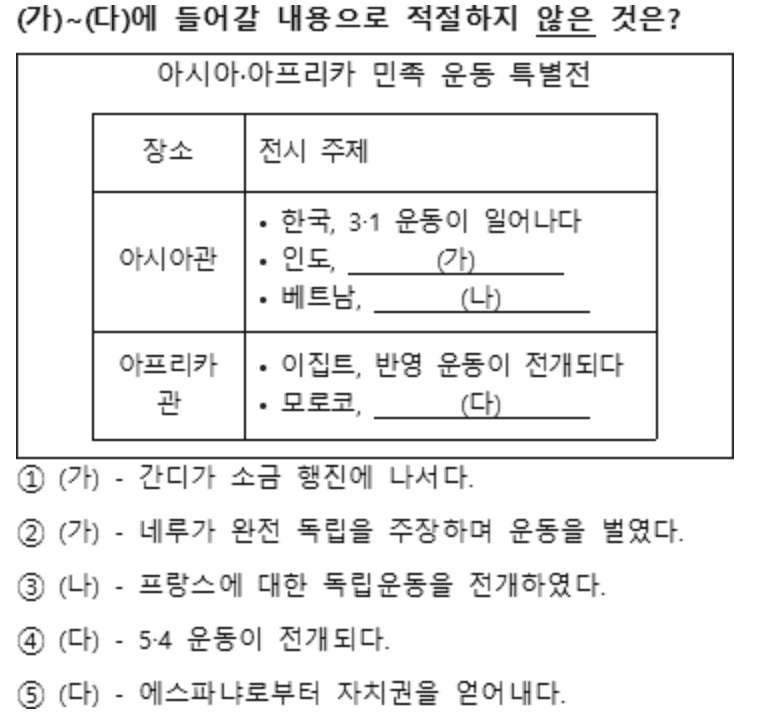 (가)~(다)에 들어갈 내용으로 적절하지 않은 것은?
아시아·아프리카 민족 운동 특별전
장소 전시 주제
아시아관
• 한국, 3·1 운동이 일어나다
• 인도, (가)
• 베트남, (나)
아프리카
관
• 이집트, 반영 운동이 전개되다
• 모로코, (다)
① (가) - 간디가 소금 행진에 나서다.
② (가) - 네루가 완전 독립을 주장하며 운동을 벌였다.
③ (나) - 프랑스에 대한 독립운동을 전개하였다.
④ (다) - 5·4 운동이 전개되다.
⑤ (다) - 에스파냐로부터 자치권을 얻어내다.